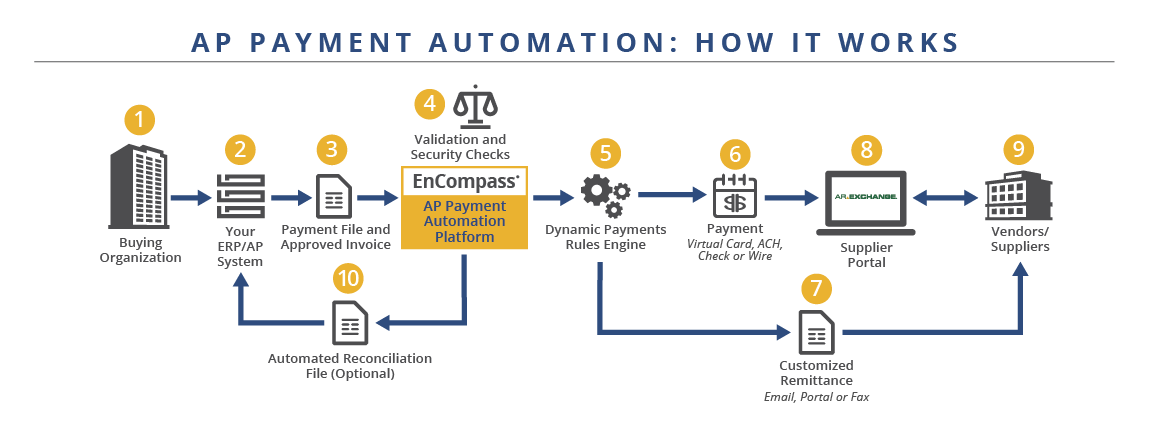 AP PAYMENT AUTOMATION: HOW IT WORKS
1
Buying
Organization
2
Your
ERP/AP
System
3
Payment File and
Approved Invoice
4
Validation and
Security Checks
EnCompass
AP Payment
Automation
Platform
5
Dynamic Payments
Rules Engine
6
$
Payment
Virtual Card, ACH,
Check or Wire
7
Customized
Remittance
Email, Portal or Fax
8
AR.EXCHANGE
Supplier
Portal
9
Vendors/
Suppliers
10
Automated Reconciliation
File (Optional)